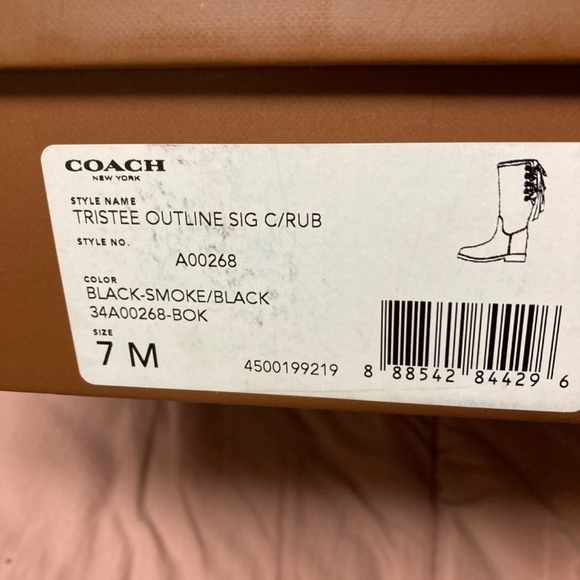 COACH
NEW YORK
STYLE NAME
TRISTEE OUTLINE SIG C/RUB
STYLE NO.
A00268
COLOR
BLACK-SMOKE/BLACK
34A00268-BOK
SIZE
7 M
4500199219
8 88542 84429 6